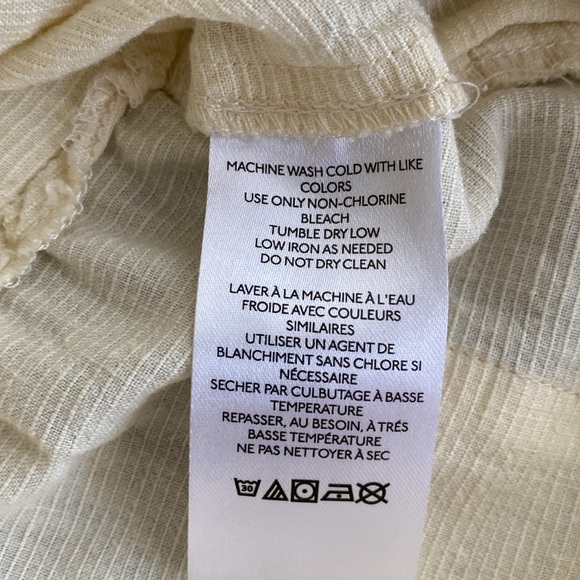 MACHINE WASH COLD WITH LIKE
COLORS
USE ONLY NON-CHLORINE
BLEACH
TUMBLE DRY LOW
LOW IRON AS NEEDED
DO NOT DRY CLEAN
LAVER À LA MACHINE À L'EAU
FROIDE AVEC COULEURS
SIMILAIRES
UTILISER UN AGENT DE
BLANCHIMENT SANS CHLORE SI
NÉCESSAIRE
SECHER PAR CULBUTAGE À BASSE
TEMPERATURE
REPASSER, AU BESOIN, À TRÉS
BASSE TEMPÉRATURE
NE PAS NETTOYER À SEC
30